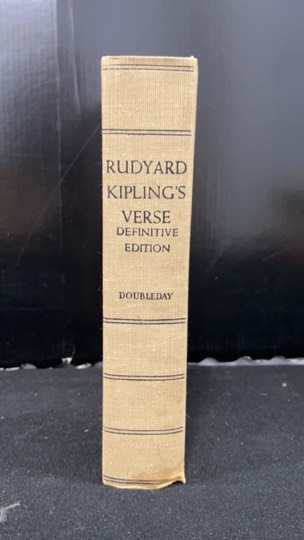 RUDYARD
KIPLING'S
VERSE
DEFINITIVE
EDITION
DOUBLEDAY